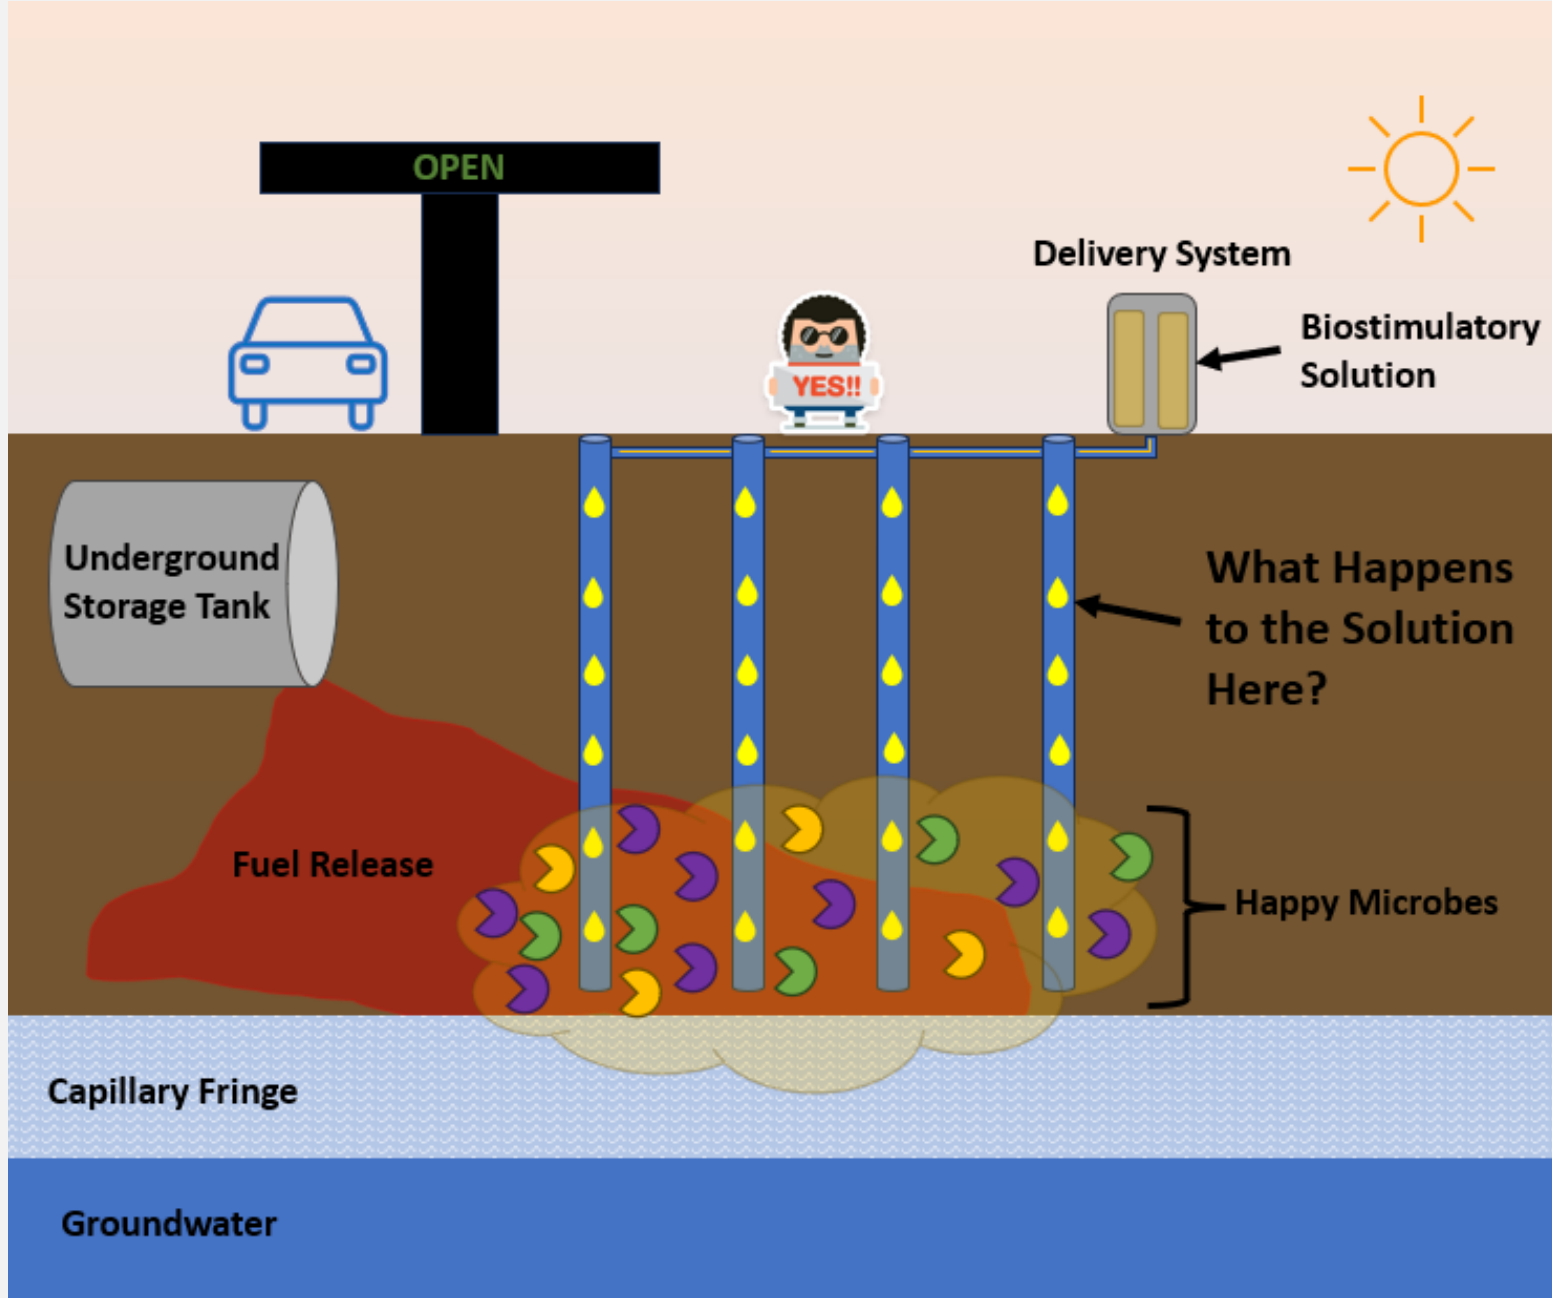 OPEN
Delivery System
Biostimulatory
Solution
YES!!
Underground
Storage Tank
What Happens
to the Solution
Here?
Fuel Release
Happy Microbes
Capillary Fringe
Groundwater